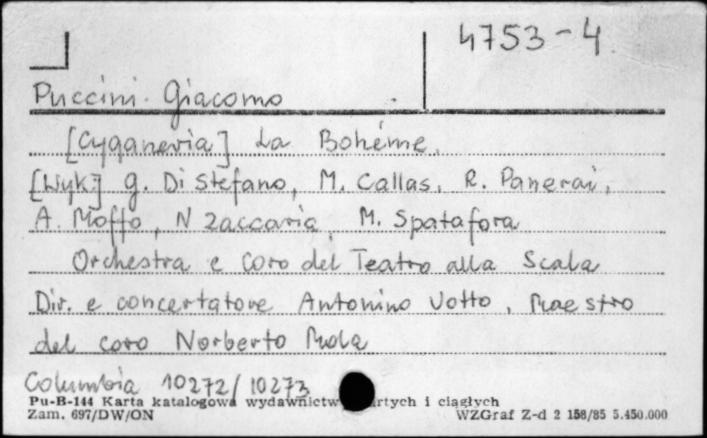 4753-4
Puccini Giacomo
[Cyganeria] La Bohéme.
[Wyk:] G. Di Stefano, M. Callas, R. Panerai,
A. Moffo, N Zaccaria, M. Spatafora
Orchestra e coro del Teatro alla Scala
Dir. e concertatore Antonino Votto, Maestro
del coro Norberto Mola
Columbia 10272/10273
Pu-B-144 Karta katalogowa wydawnictw zwartych i ciągłych
Zam. 697/DW/ON WZGraf Z-d 2 158/85 5.450.000